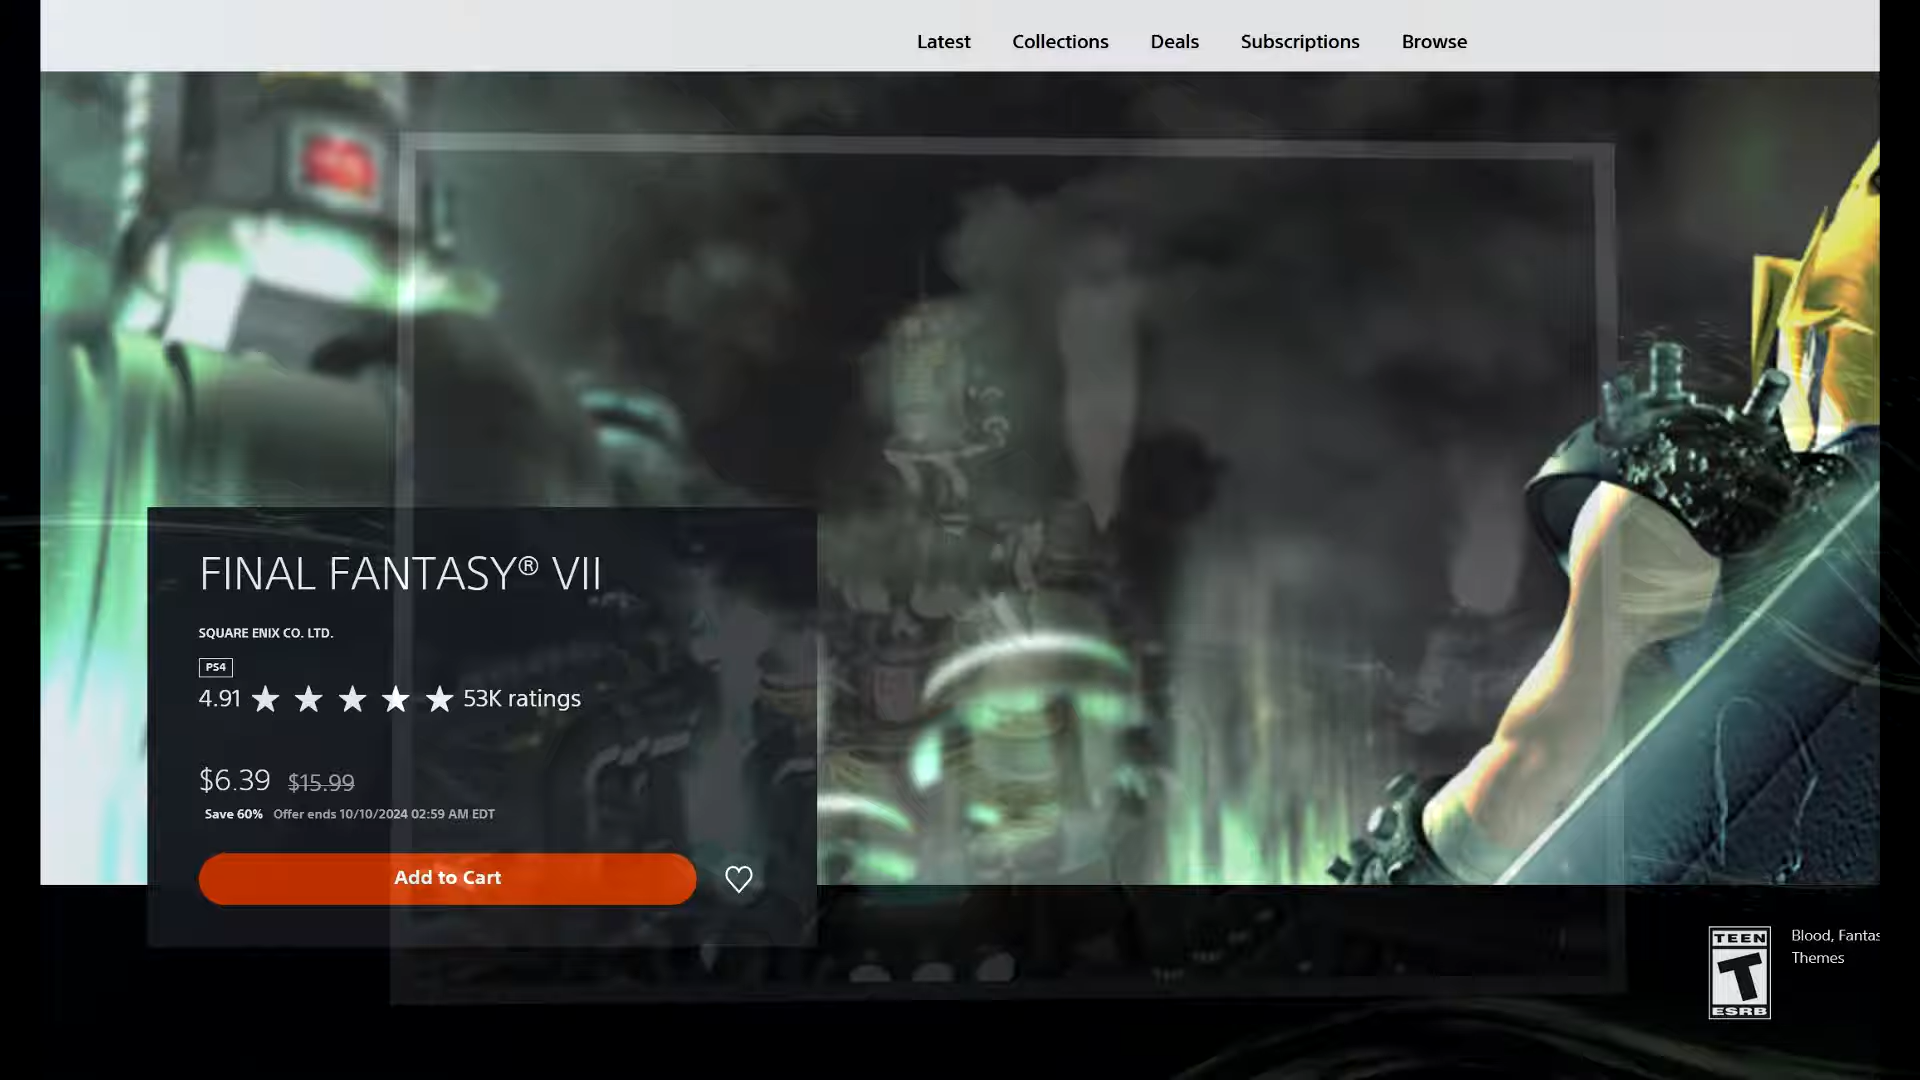 Latest Collections Deals Subscriptions Browse
FINAL FANTASY® VII
SQUARE ENIX CO. LTD.
PS4
4.91 53K ratings
$6.39 $15.99
Save 60% Offer ends 10/10/2024 02:59 AM EDT
Add to Cart
TEEN
T
ESRB
Blood, Fantas
Themes